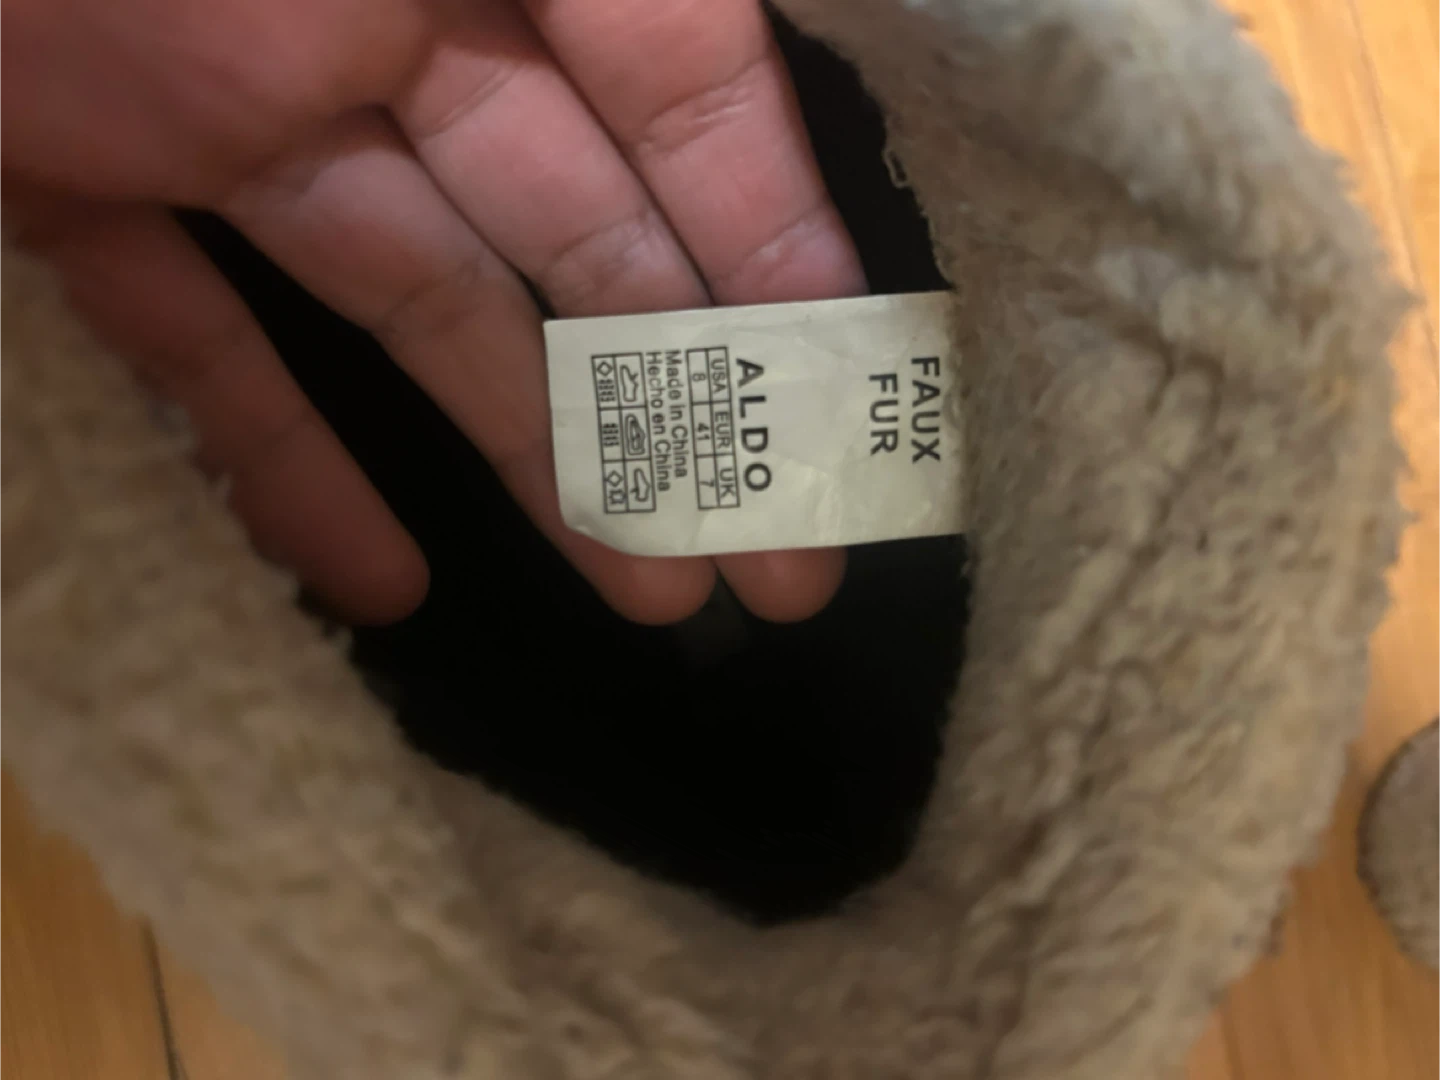 FAUX
FUR
ALDO
USA EUR UK
8 41 7
Made in China
Hecho en China